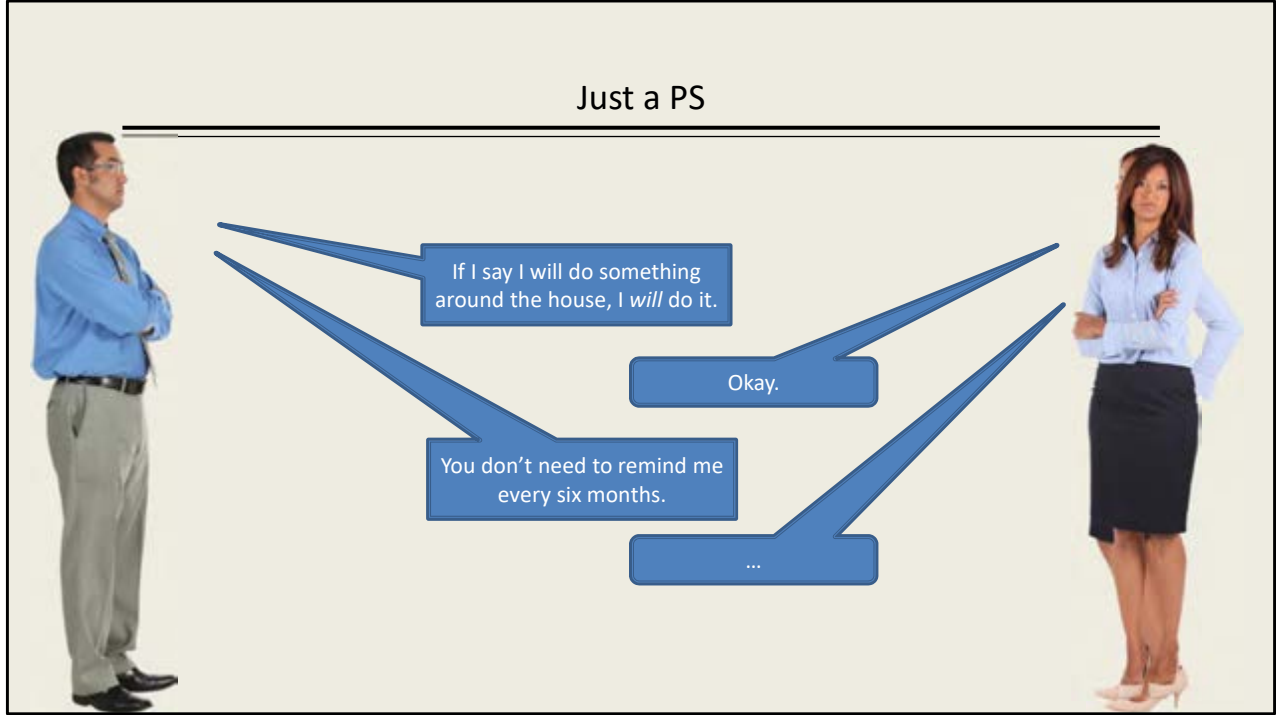 Just a PS
If I say I will do something
around the house, I will do it.
Okay.
You don’t need to remind me
every six months.
…